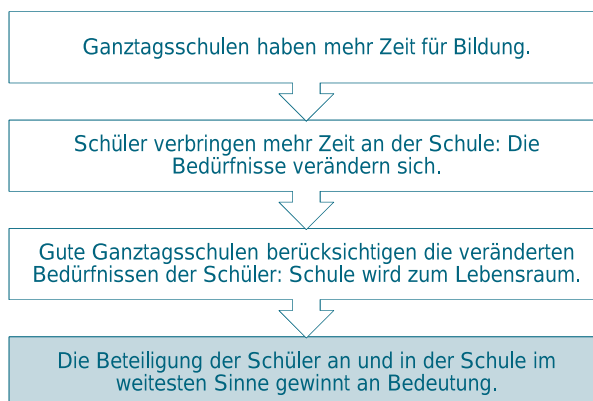 Ganztagsschulen haben mehr Zeit für Bildung.
Schüler verbringen mehr Zeit an der Schule: Die
Bedürfnisse verändern sich.
Gute Ganztagsschulen berücksichtigen die veränderten
Bedürfnissen der Schüler: Schule wird zum Lebensraum.
Die Beteiligung der Schüler an und in der Schule im
weitesten Sinne gewinnt an Bedeutung.